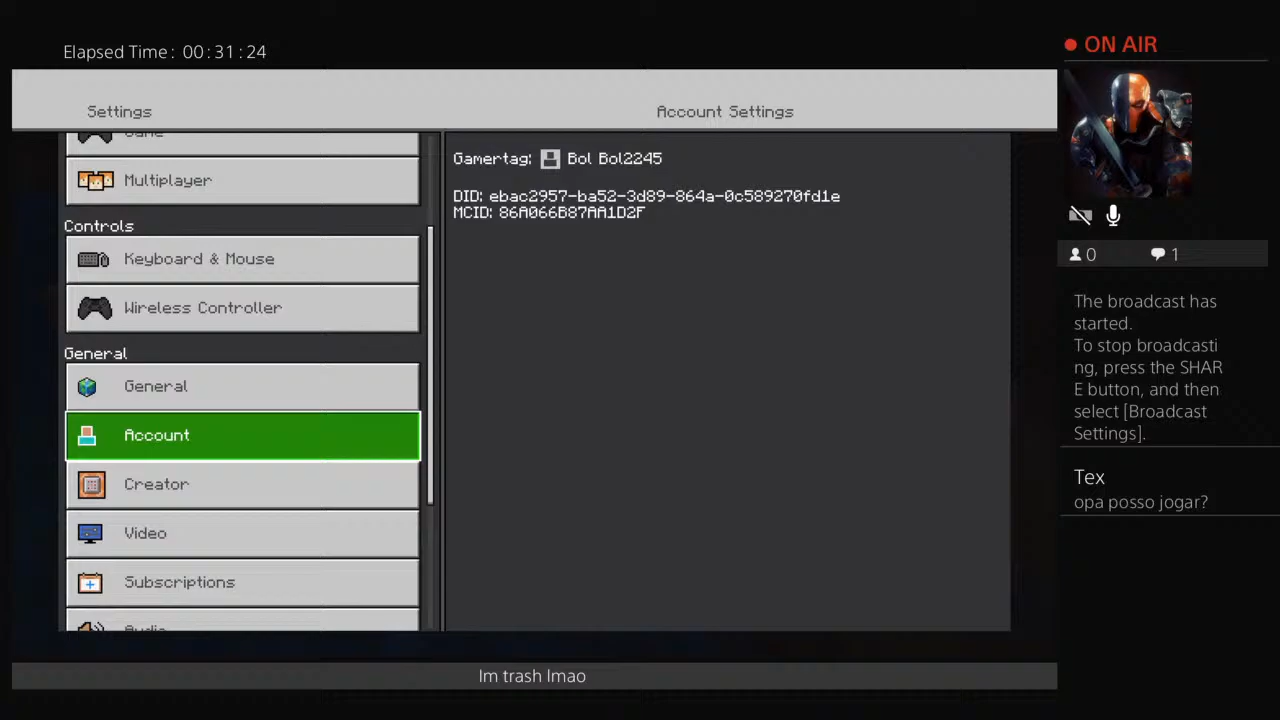 Elapsed Time: 00:31:24
ON AIR
Settings
Account Settings
Game
Multiplayer
Controls
Keyboard & Mouse
Wireless Controller
General
General
Account
Creator
Video
Subscriptions
Audio
Gamertag: Bol Bol2245
DID: ebac2957-ba52-3d89-864a-0c589270fd1e
MCID: 86A066B87AA1D2F
0 1
The broadcast has
started.
To stop broadcasti
ng, press the SHAR
E button, and then
select [Broadcast
Settings].
Tex
opa posso jogar?
Im trash lmao